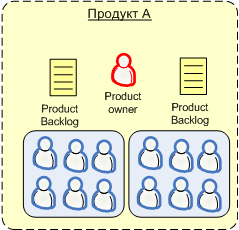 Продукт А
Product
owner
Product
Backlog
Product
Backlog